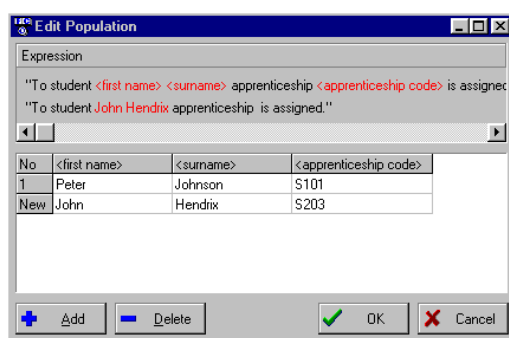 Edit Population
Expression
"To student <first name> <surname> apprenticeship <apprenticeship code> is assigned
"To student John Hendrix apprenticeship is assigned."
No <first name> <surname> <apprenticeship code>
1 Peter Johnson S101
New John Hendrix S203
Add Delete OK Cancel